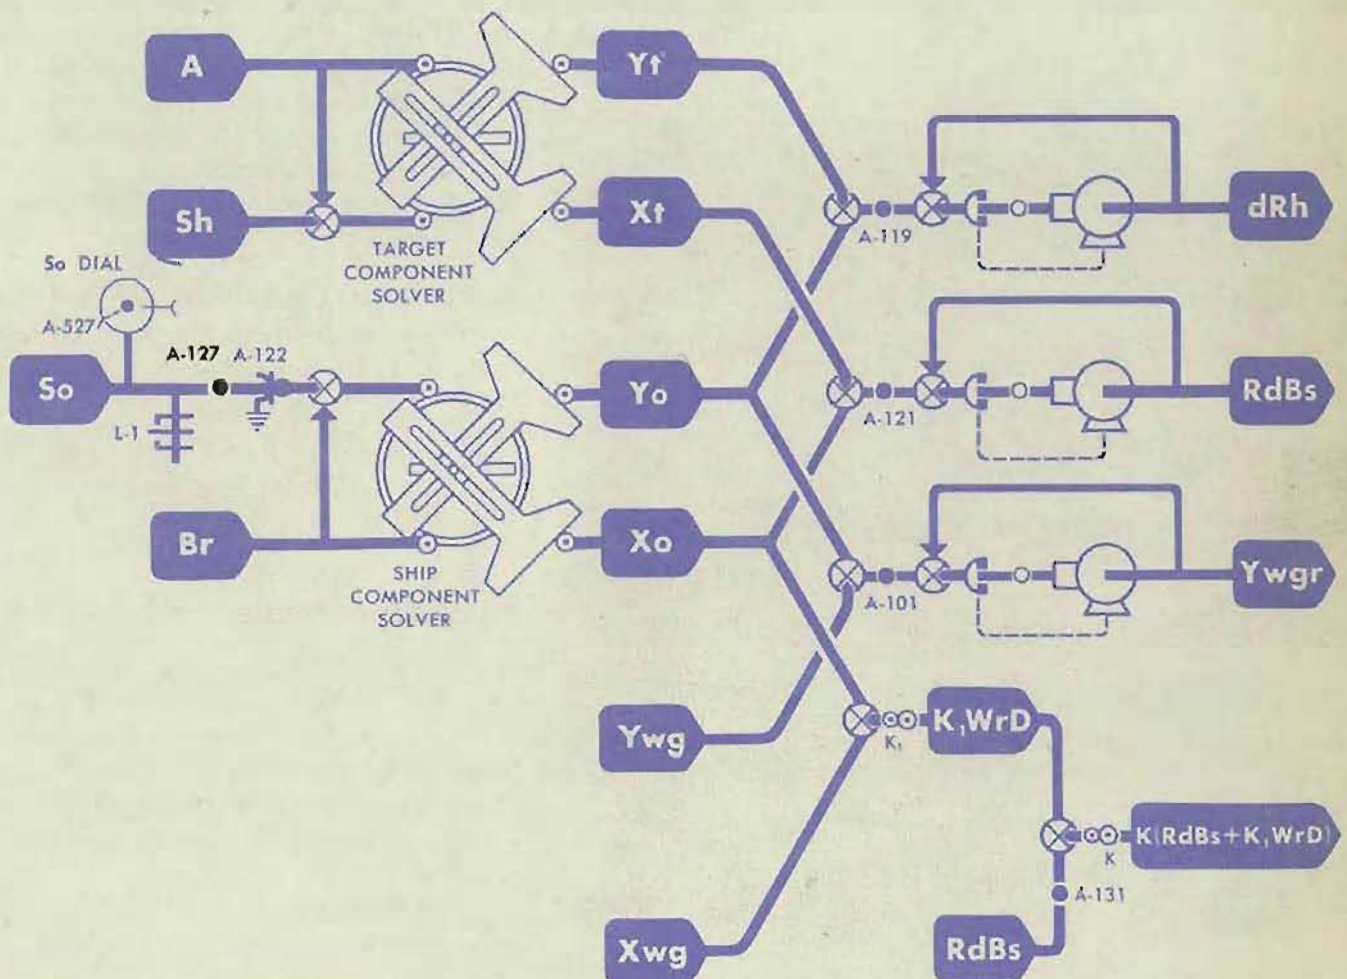 A
Sh
TARGET
COMPONENT
SOLVER
Yt
Xt
So DIAL
A-527
So
L-1
A-127
A-122
Br
SHIP
COMPONENT
SOLVER
Yo
Xo
A-119
dRh
A-121
RdBs
A-101
Ywgr
Ywg
K₁
K₁WrD
K
K(RdBs+K₁WrD)
A-131
Xwg
RdBs